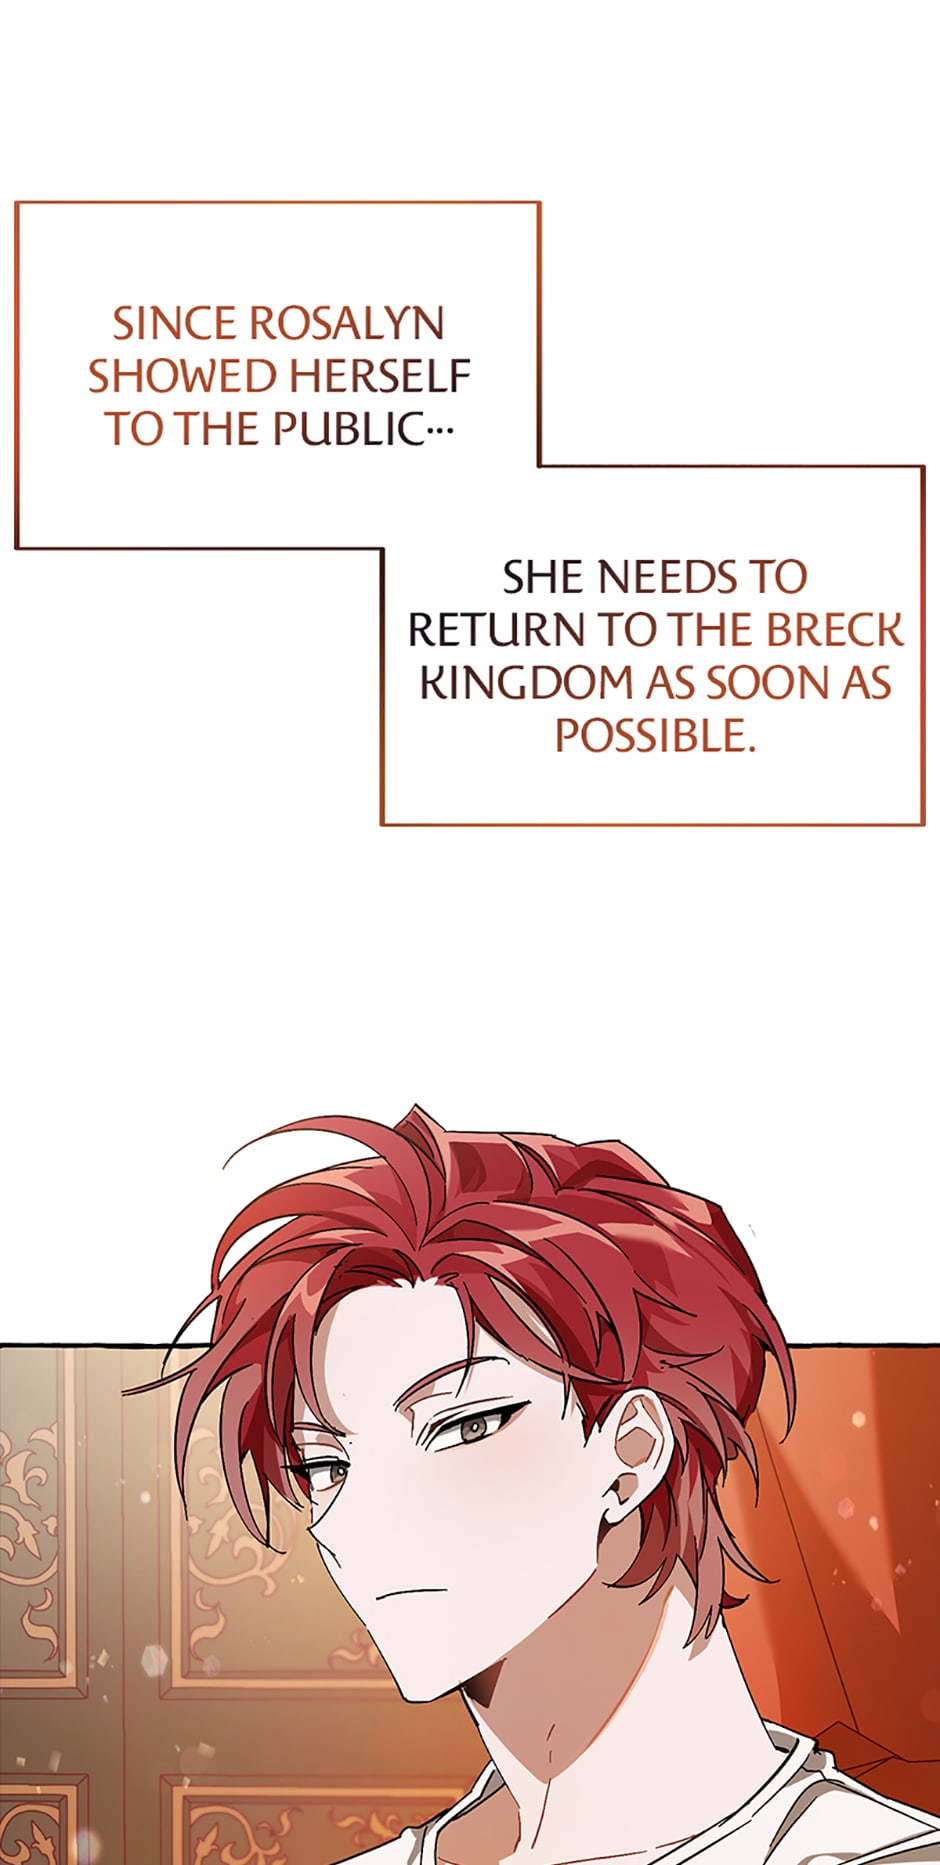 SINCE ROSALYN
SHOWED HERSELF
TO THE PUBLIC...
SHE NEEDS TO
RETURN TO THE BRECK
KINGDOM AS SOON AS
POSSIBLE.